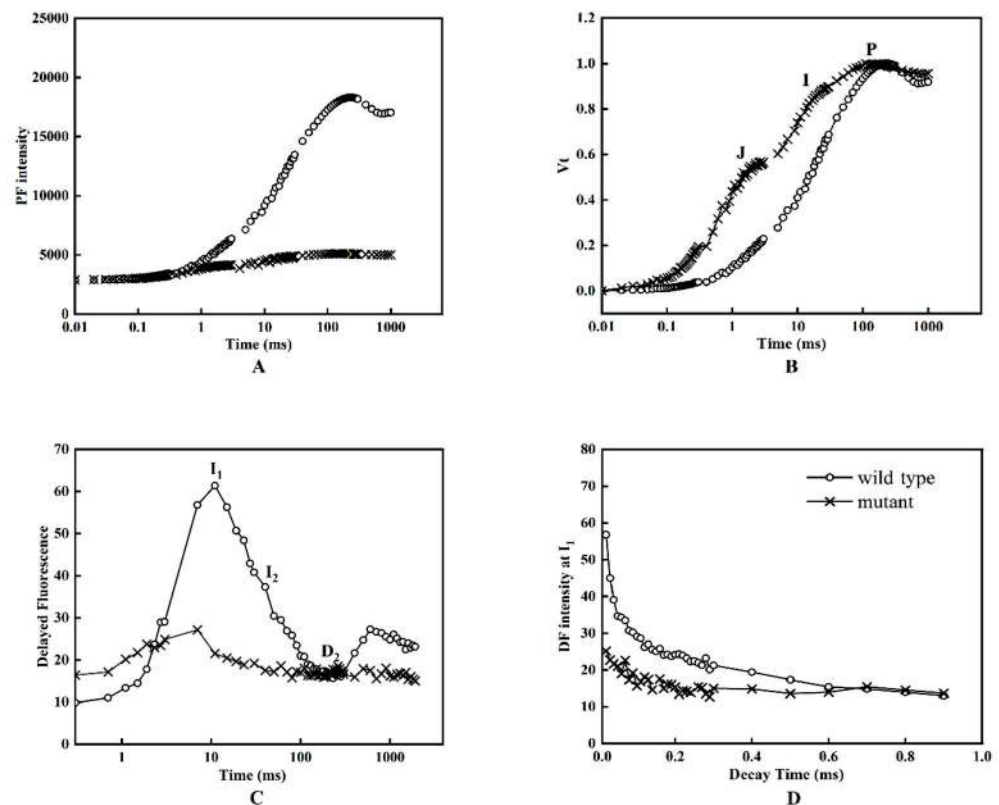 25000
20000
15000
10000
5000
0
PF intensity
0.01 0.1 1 10 100 1000
Time (ms)
A
1.2
1.0
0.8
0.6
0.4
0.2
0.0
Vt
J
I
P
0.01 0.1 1 10 100 1000
Time (ms)
B
70
60
50
40
30
20
10
0
Delayed Fluorescence
I1
I2
D2
1 10 100 1000
Time (ms)
C
80
70
60
50
40
30
20
10
0
DF intensity at I1
wild type
mutant
0.0 0.2 0.4 0.6 0.8 1.0
Decay Time (ms)
D